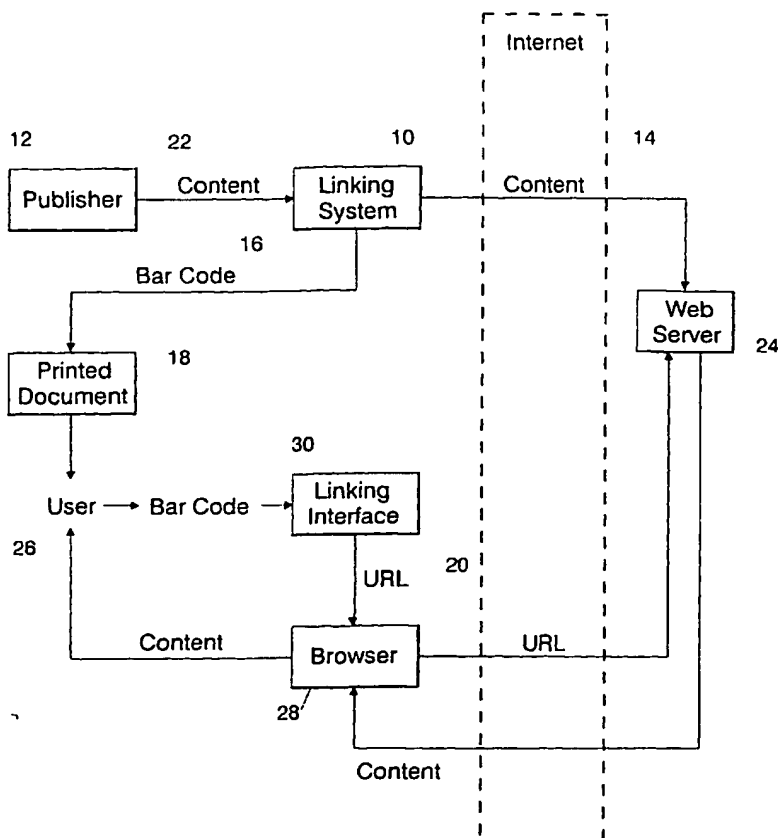 Internet
12 22 10 14
Publisher Content Linking System Content
16
Bar Code
Web Server
24
Printed Document
18
30
User Bar Code Linking Interface
26
URL
20
Content Browser URL
28
Content